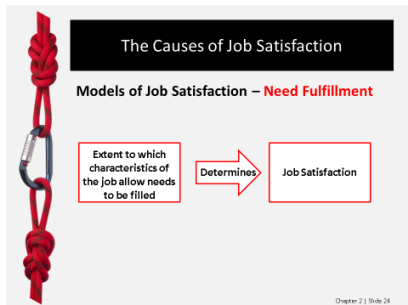 The Causes of Job Satisfaction
Models of Job Satisfaction – Need Fulfillment
Extent to which
characteristics of
the job allow needs
to be filled
Determines
Job Satisfaction
Chapter 2 | Slide 24